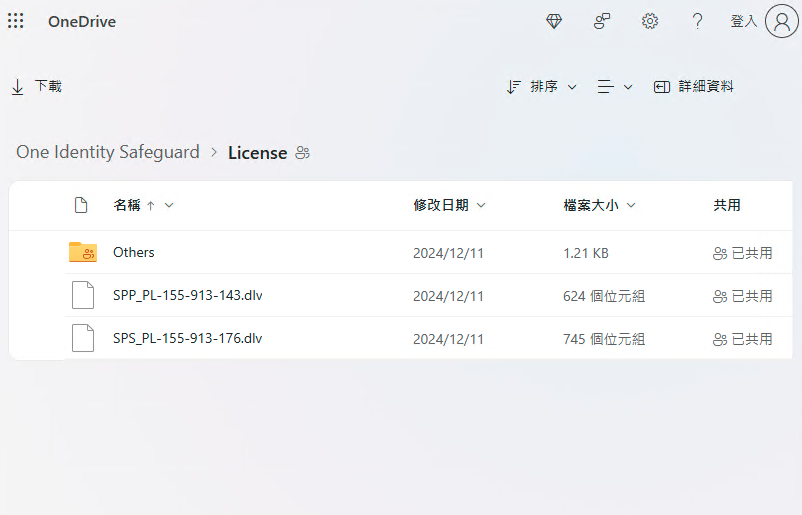 OneDrive
登入
下載
排序
詳細資料
One Identity Safeguard > License
名稱 修改日期 檔案大小 共用
Others 2024/12/11 1.21 KB 已共用
SPP_PL-155-913-143.dlv 2024/12/11 624 個位元組 已共用
SPS_PL-155-913-176.dlv 2024/12/11 745 個位元組 已共用